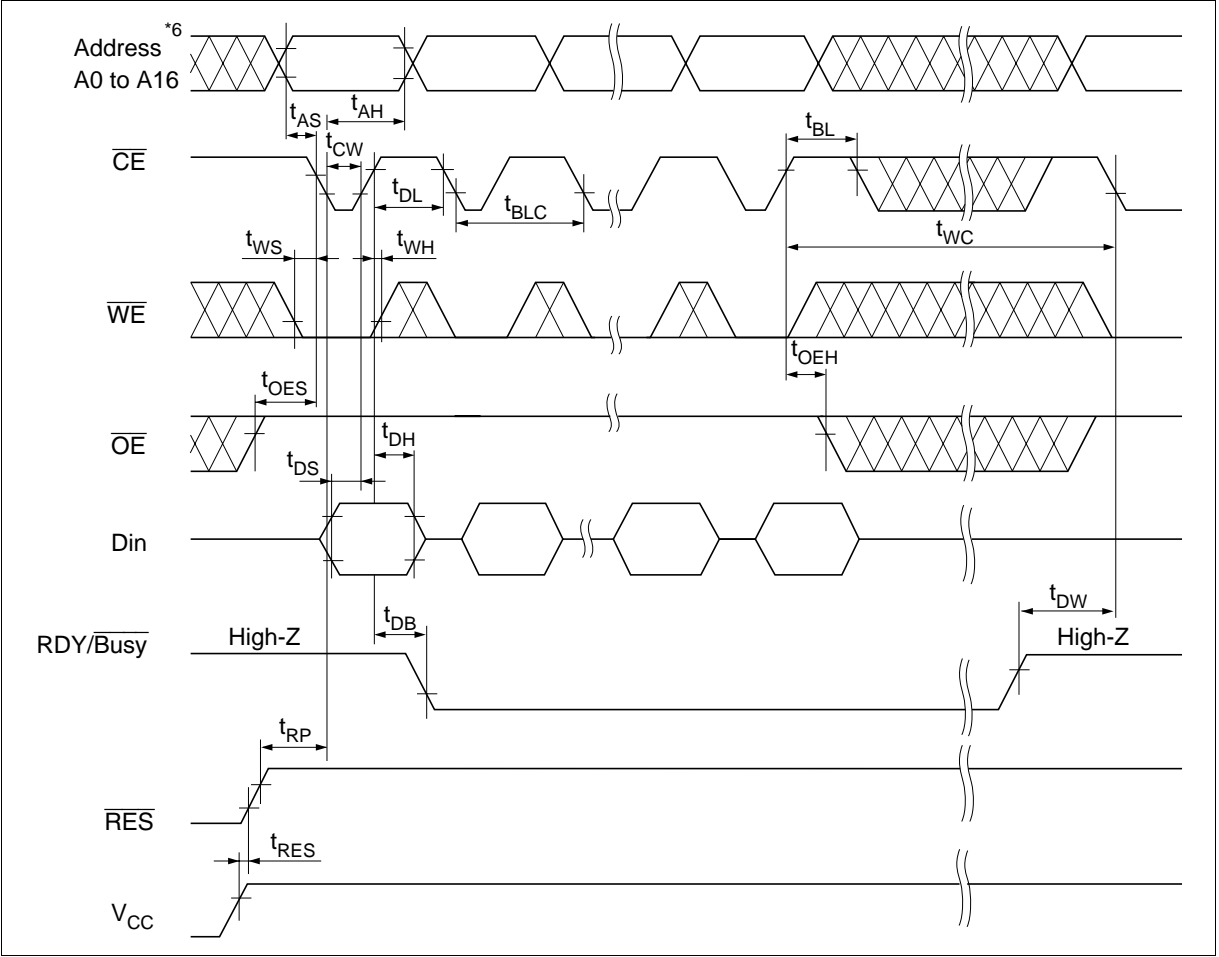 Address *6
A0 to A16
tAS
tAH
tCW
tBL
CE
tDL
tBLC
tWC
tWS
tWH
WE
tOEH
tOES
OE
tDH
tDS
Din
tDW
tDB
RDY/Busy
High-Z
High-Z
tRP
RES
tRES
VCC